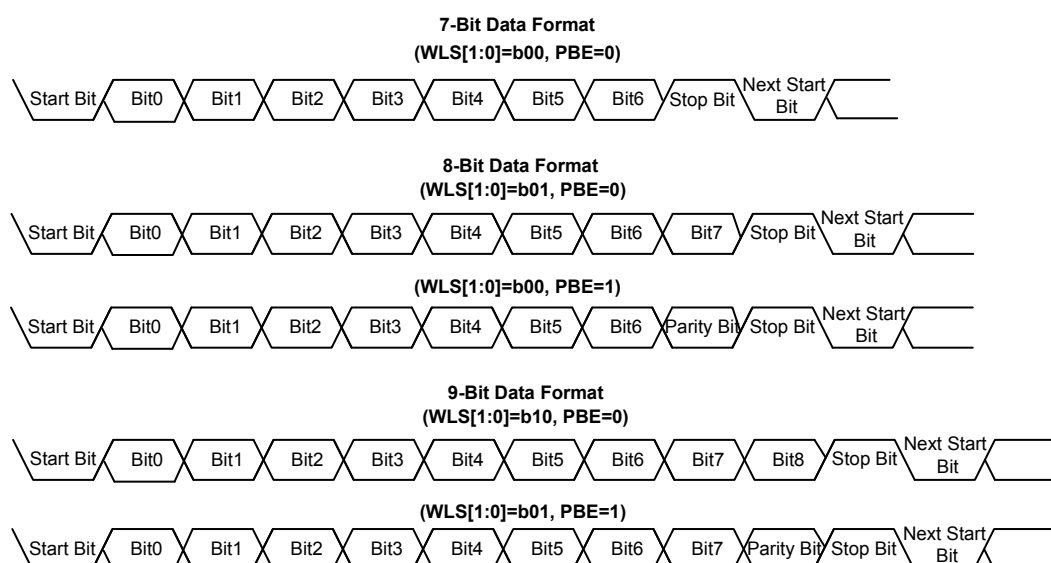 7-Bit Data Format
(WLS[1:0]=b00, PBE=0)
Start Bit Bit0 Bit1 Bit2 Bit3 Bit4 Bit5 Bit6 Stop Bit Next Start Bit
8-Bit Data Format
(WLS[1:0]=b01, PBE=0)
Start Bit Bit0 Bit1 Bit2 Bit3 Bit4 Bit5 Bit6 Bit7 Stop Bit Next Start Bit
(WLS[1:0]=b00, PBE=1)
Start Bit Bit0 Bit1 Bit2 Bit3 Bit4 Bit5 Bit6 Parity Bit Stop Bit Next Start Bit
9-Bit Data Format
(WLS[1:0]=b10, PBE=0)
Start Bit Bit0 Bit1 Bit2 Bit3 Bit4 Bit5 Bit6 Bit7 Bit8 Stop Bit Next Start Bit
(WLS[1:0]=b01, PBE=1)
Start Bit Bit0 Bit1 Bit2 Bit3 Bit4 Bit5 Bit6 Bit7 Parity Bit Stop Bit Next Start Bit